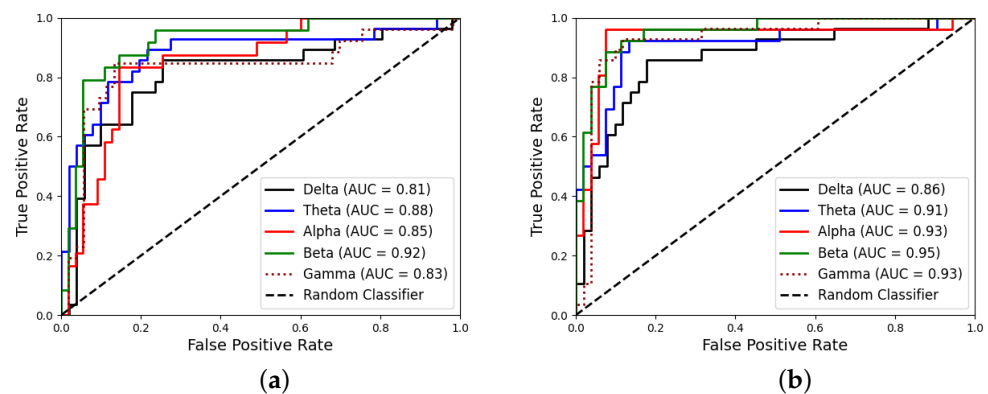 1.0
0.8
0.6
0.4
0.2
0.0
True Positive Rate
0.0 0.2 0.4 0.6 0.8 1.0
False Positive Rate
Delta (AUC = 0.81)
Theta (AUC = 0.88)
Alpha (AUC = 0.85)
Beta (AUC = 0.92)
Gamma (AUC = 0.83)
Random Classifier
(a)
1.0
0.8
0.6
0.4
0.2
0.0
True Positive Rate
0.0 0.2 0.4 0.6 0.8 1.0
False Positive Rate
Delta (AUC = 0.86)
Theta (AUC = 0.91)
Alpha (AUC = 0.93)
Beta (AUC = 0.95)
Gamma (AUC = 0.93)
Random Classifier
(b)